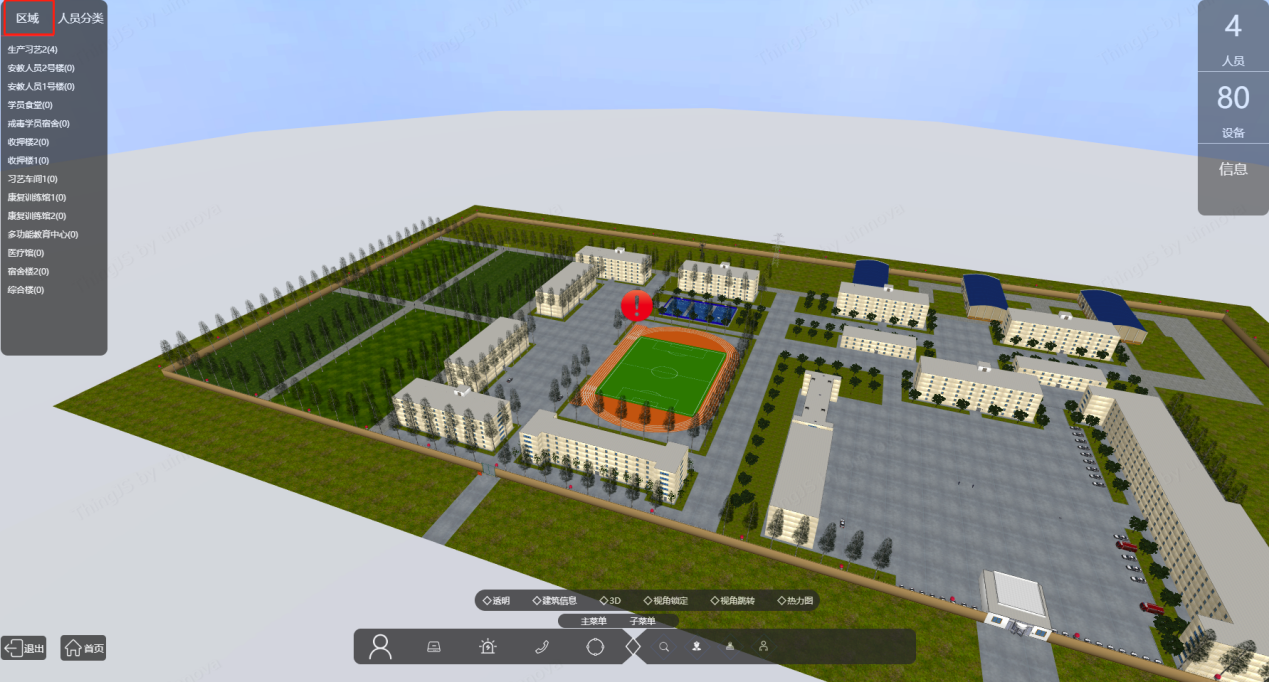 区域 人员分类
生产习艺2(4)
安教人员2号楼(0)
安教人员1号楼(0)
学员食堂(0)
戒毒学员宿舍(0)
收押楼2(0)
收押楼1(0)
习艺车间1(0)
康复训练馆1(0)
康复训练馆2(0)
多功能教育中心(0)
医疗馆(0)
宿舍楼2(0)
综合楼(0)
4
人员
80
设备
信息
透明 建筑信息 3D 视角锁定 视角跳转 热力图
主菜单 子菜单
退出 首页